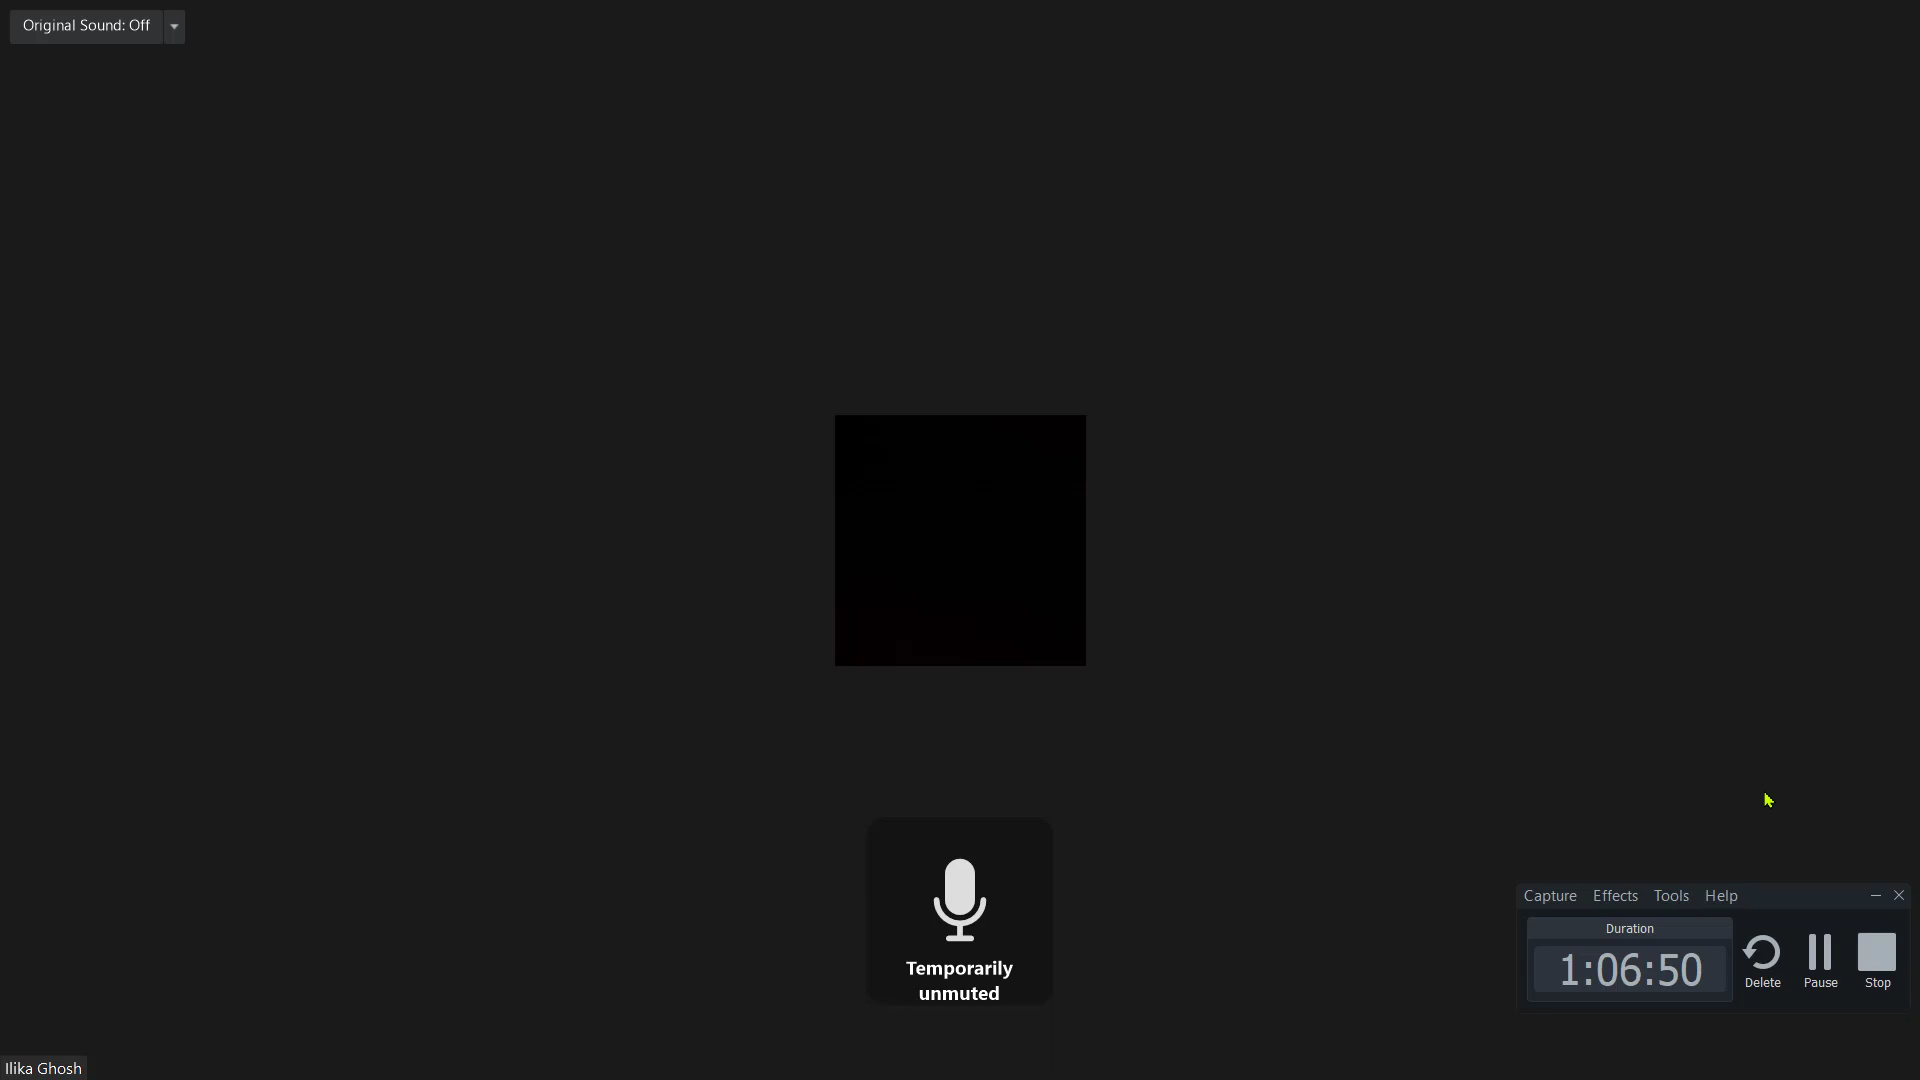 Original Sound: Off
Temporarily
unmuted
Capture Effects Tools Help
Duration
1:06:50
Delete Pause Stop
Ilika Ghosh